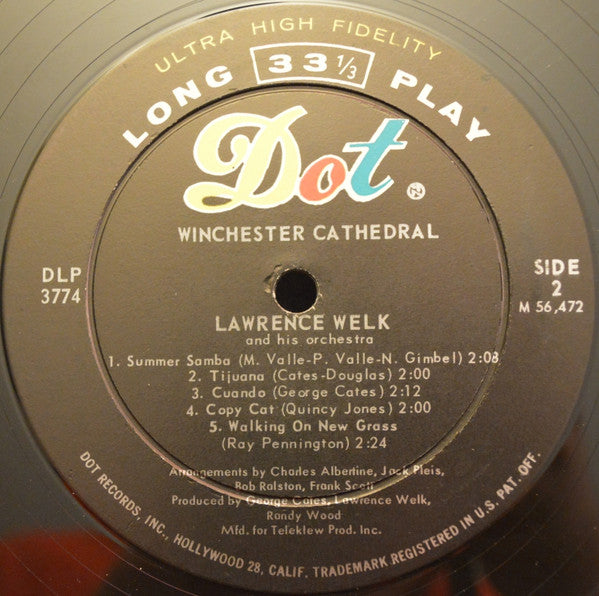 ULTRA HIGH FIDELITY
LONG 33 1/3 PLAY
Dot.
WINCHESTER CATHEDRAL
DLP
3774
SIDE
2
M 56,472
LAWRENCE WELK
and his orchestra
1. Summer Samba (M. Valle-P. Valle-N. Gimbel) 2:08
2. Tijuana (Cates-Douglas) 2:00
3. Cuando (George Cates) 2:12
4. Copy Cat (Quincy Jones) 2:00
5. Walking On New Grass
(Ray Pennington) 2:24
Arrangements by Charles Albertine, Jack Pleis,
Bob Ralston, Frank Scott
Produced by George Cates, Lawrence Welk,
Randy Wood
Mfd. for Teleklew Prod. Inc.
DOT RECORDS, INC., HOLLYWOOD 28, CALIF. TRADEMARK REGISTERED IN U.S. PAT. OFF.